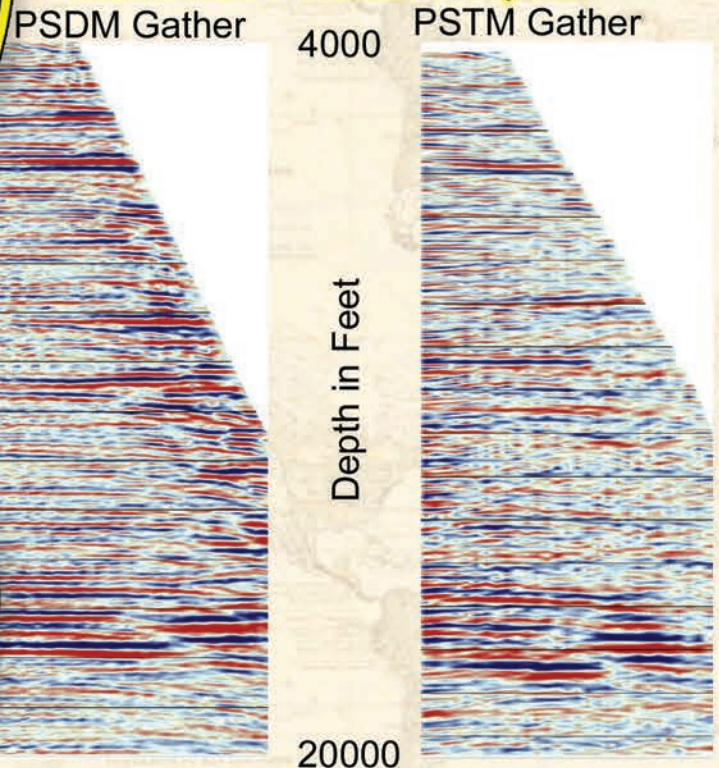 PSDM Gather
4000
PSTM Gather
Depth in Feet
20000